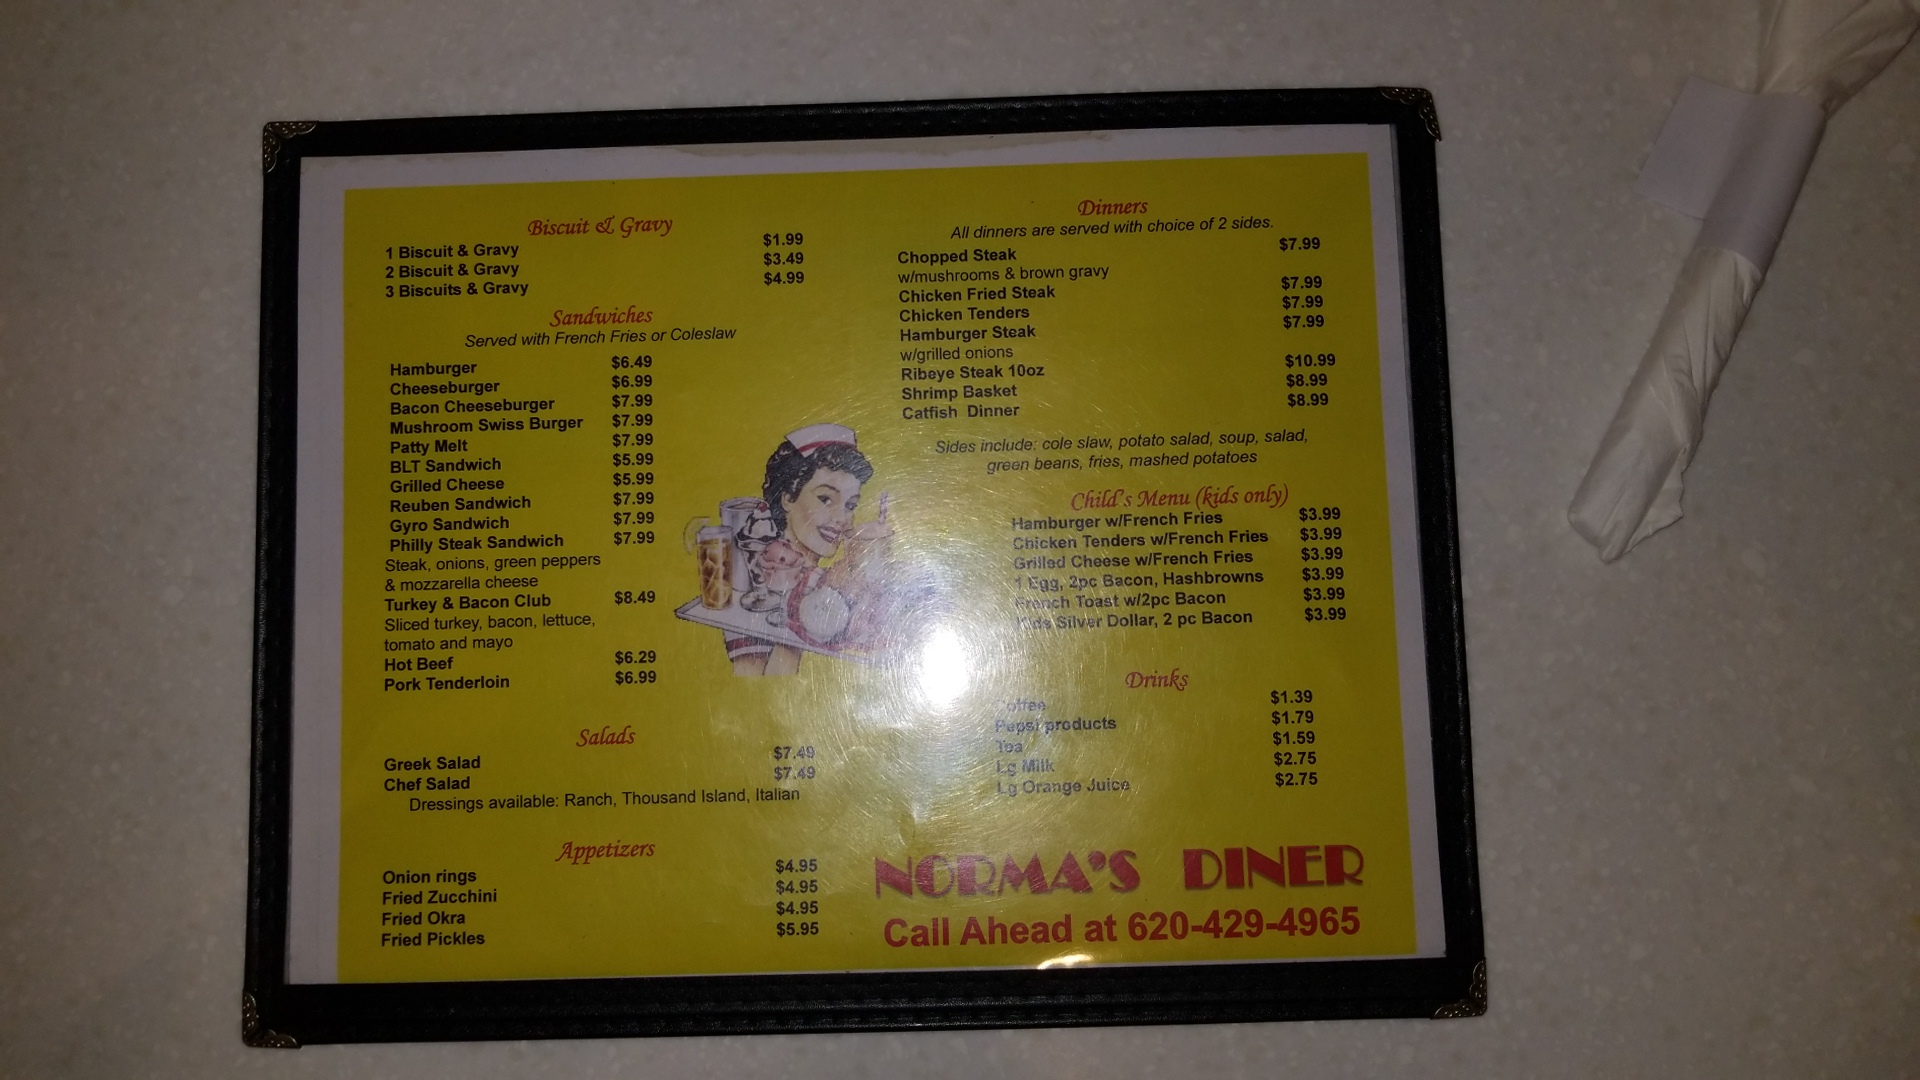 Biscuit & Gravy
1 Biscuit & Gravy $1.99
2 Biscuit & Gravy $3.49
3 Biscuits & Gravy $4.99
Sandwiches
Served with French Fries or Coleslaw
Hamburger $6.49
Cheeseburger $6.99
Bacon Cheeseburger $7.99
Mushroom Swiss Burger $7.99
Patty Melt $7.99
BLT Sandwich $5.99
Grilled Cheese $5.99
Reuben Sandwich $7.99
Gyro Sandwich $7.99
Philly Steak Sandwich $7.99
Steak, onions, green peppers
& mozzarella cheese
Turkey & Bacon Club $8.49
Sliced turkey, bacon, lettuce,
tomato and mayo
Hot Beef $6.29
Pork Tenderloin $6.99
Salads
Greek Salad $7.49
Chef Salad $7.49
Dressings available: Ranch, Thousand Island, Italian
Appetizers
Onion rings $4.95
Fried Zucchini $4.95
Fried Okra $4.95
Fried Pickles $5.95
Dinners
All dinners are served with choice of 2 sides.
Chopped Steak $7.99
w/mushrooms & brown gravy
Chicken Fried Steak $7.99
Chicken Tenders $7.99
Hamburger Steak $7.99
w/grilled onions
Ribeye Steak 10oz $10.99
Shrimp Basket $8.99
Catfish Dinner $8.99
Sides include: cole slaw, potato salad, soup, salad,
green beans, fries, mashed potatoes
Child's Menu (kids only)
Hamburger w/French Fries $3.99
Chicken Tenders w/French Fries $3.99
Grilled Cheese w/French Fries $3.99
1 Egg, 2pc Bacon, Hashbrowns $3.99
French Toast w/2pc Bacon $3.99
Kids Silver Dollar, 2 pc Bacon $3.99
Drinks
Coffee $1.39
Pepsi products $1.79
Tea $1.59
Lg Milk $2.75
Lg Orange Juice $2.75
NORMA'S DINER
Call Ahead at 620-429-4965